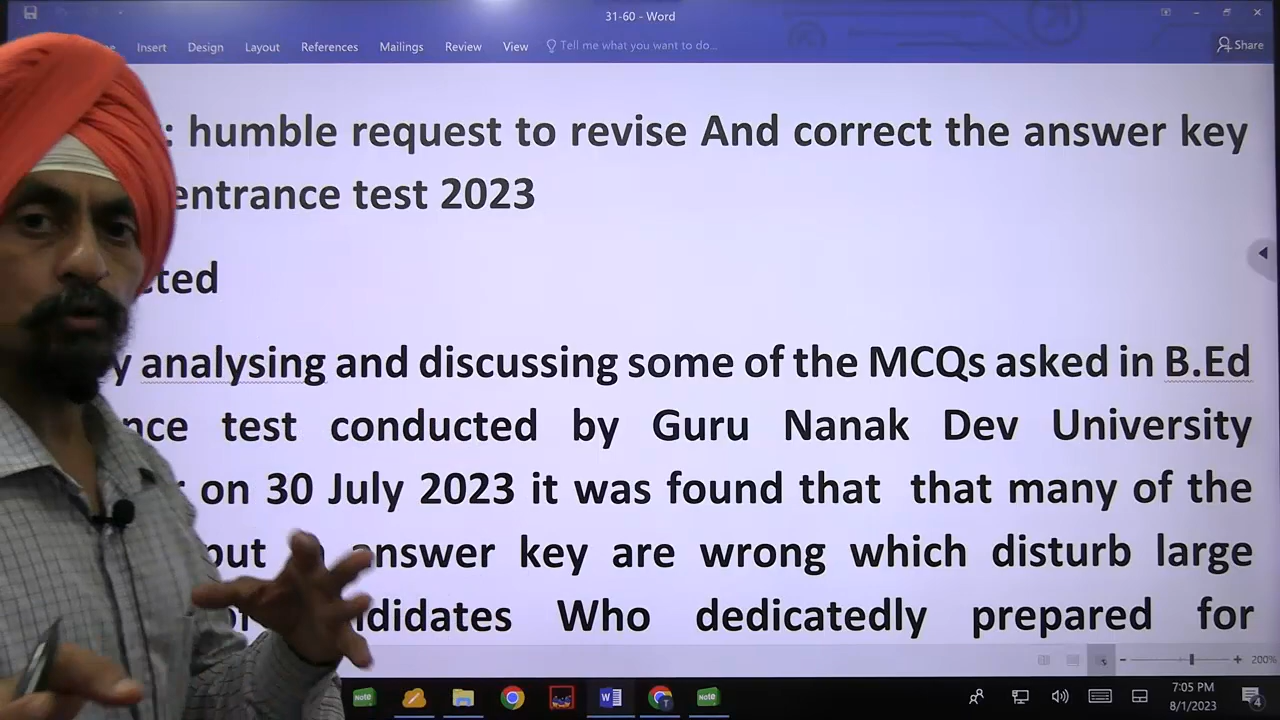 31-60 - Word
Insert Design Layout References Mailings Review View Tell me what you want to do... Share
: humble request to revise And correct the answer key
entrance test 2023
analysing and discussing some of the MCQs asked in B.Ed
test conducted by Guru Nanak Dev University
on 30 July 2023 it was found that that many of the
answer key are wrong which disturb large
Who dedicatedly prepared for
200%
Note Note
7:05 PM
8/1/2023
4